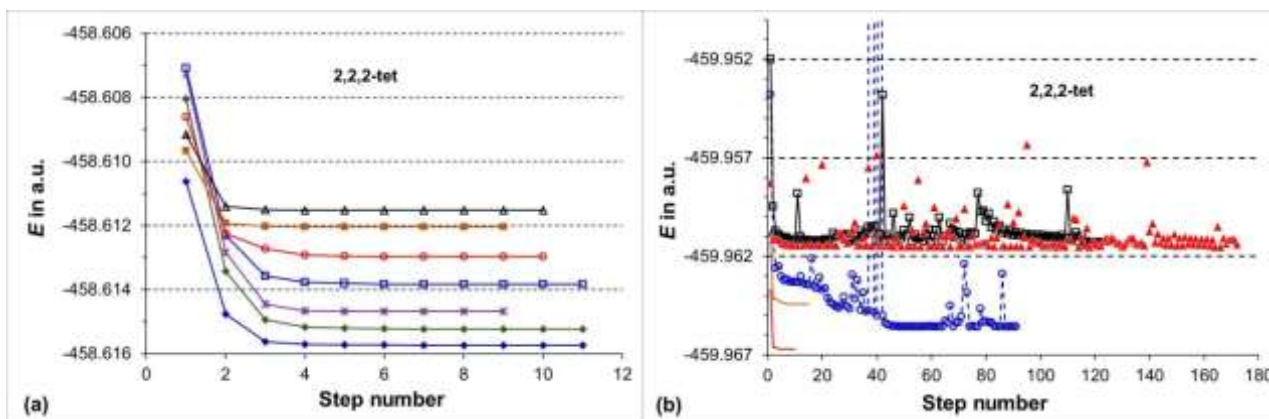 -458.606
-458.608
-458.610
-458.612
-458.614
-458.616
E in a.u.
2,2,2-tet
0 2 4 6 8 10 12
(a) Step number
-459.952
-459.957
-459.962
-459.967
E in a.u.
2,2,2-tet
0 20 40 60 80 100 120 140 160 180
(b) Step number